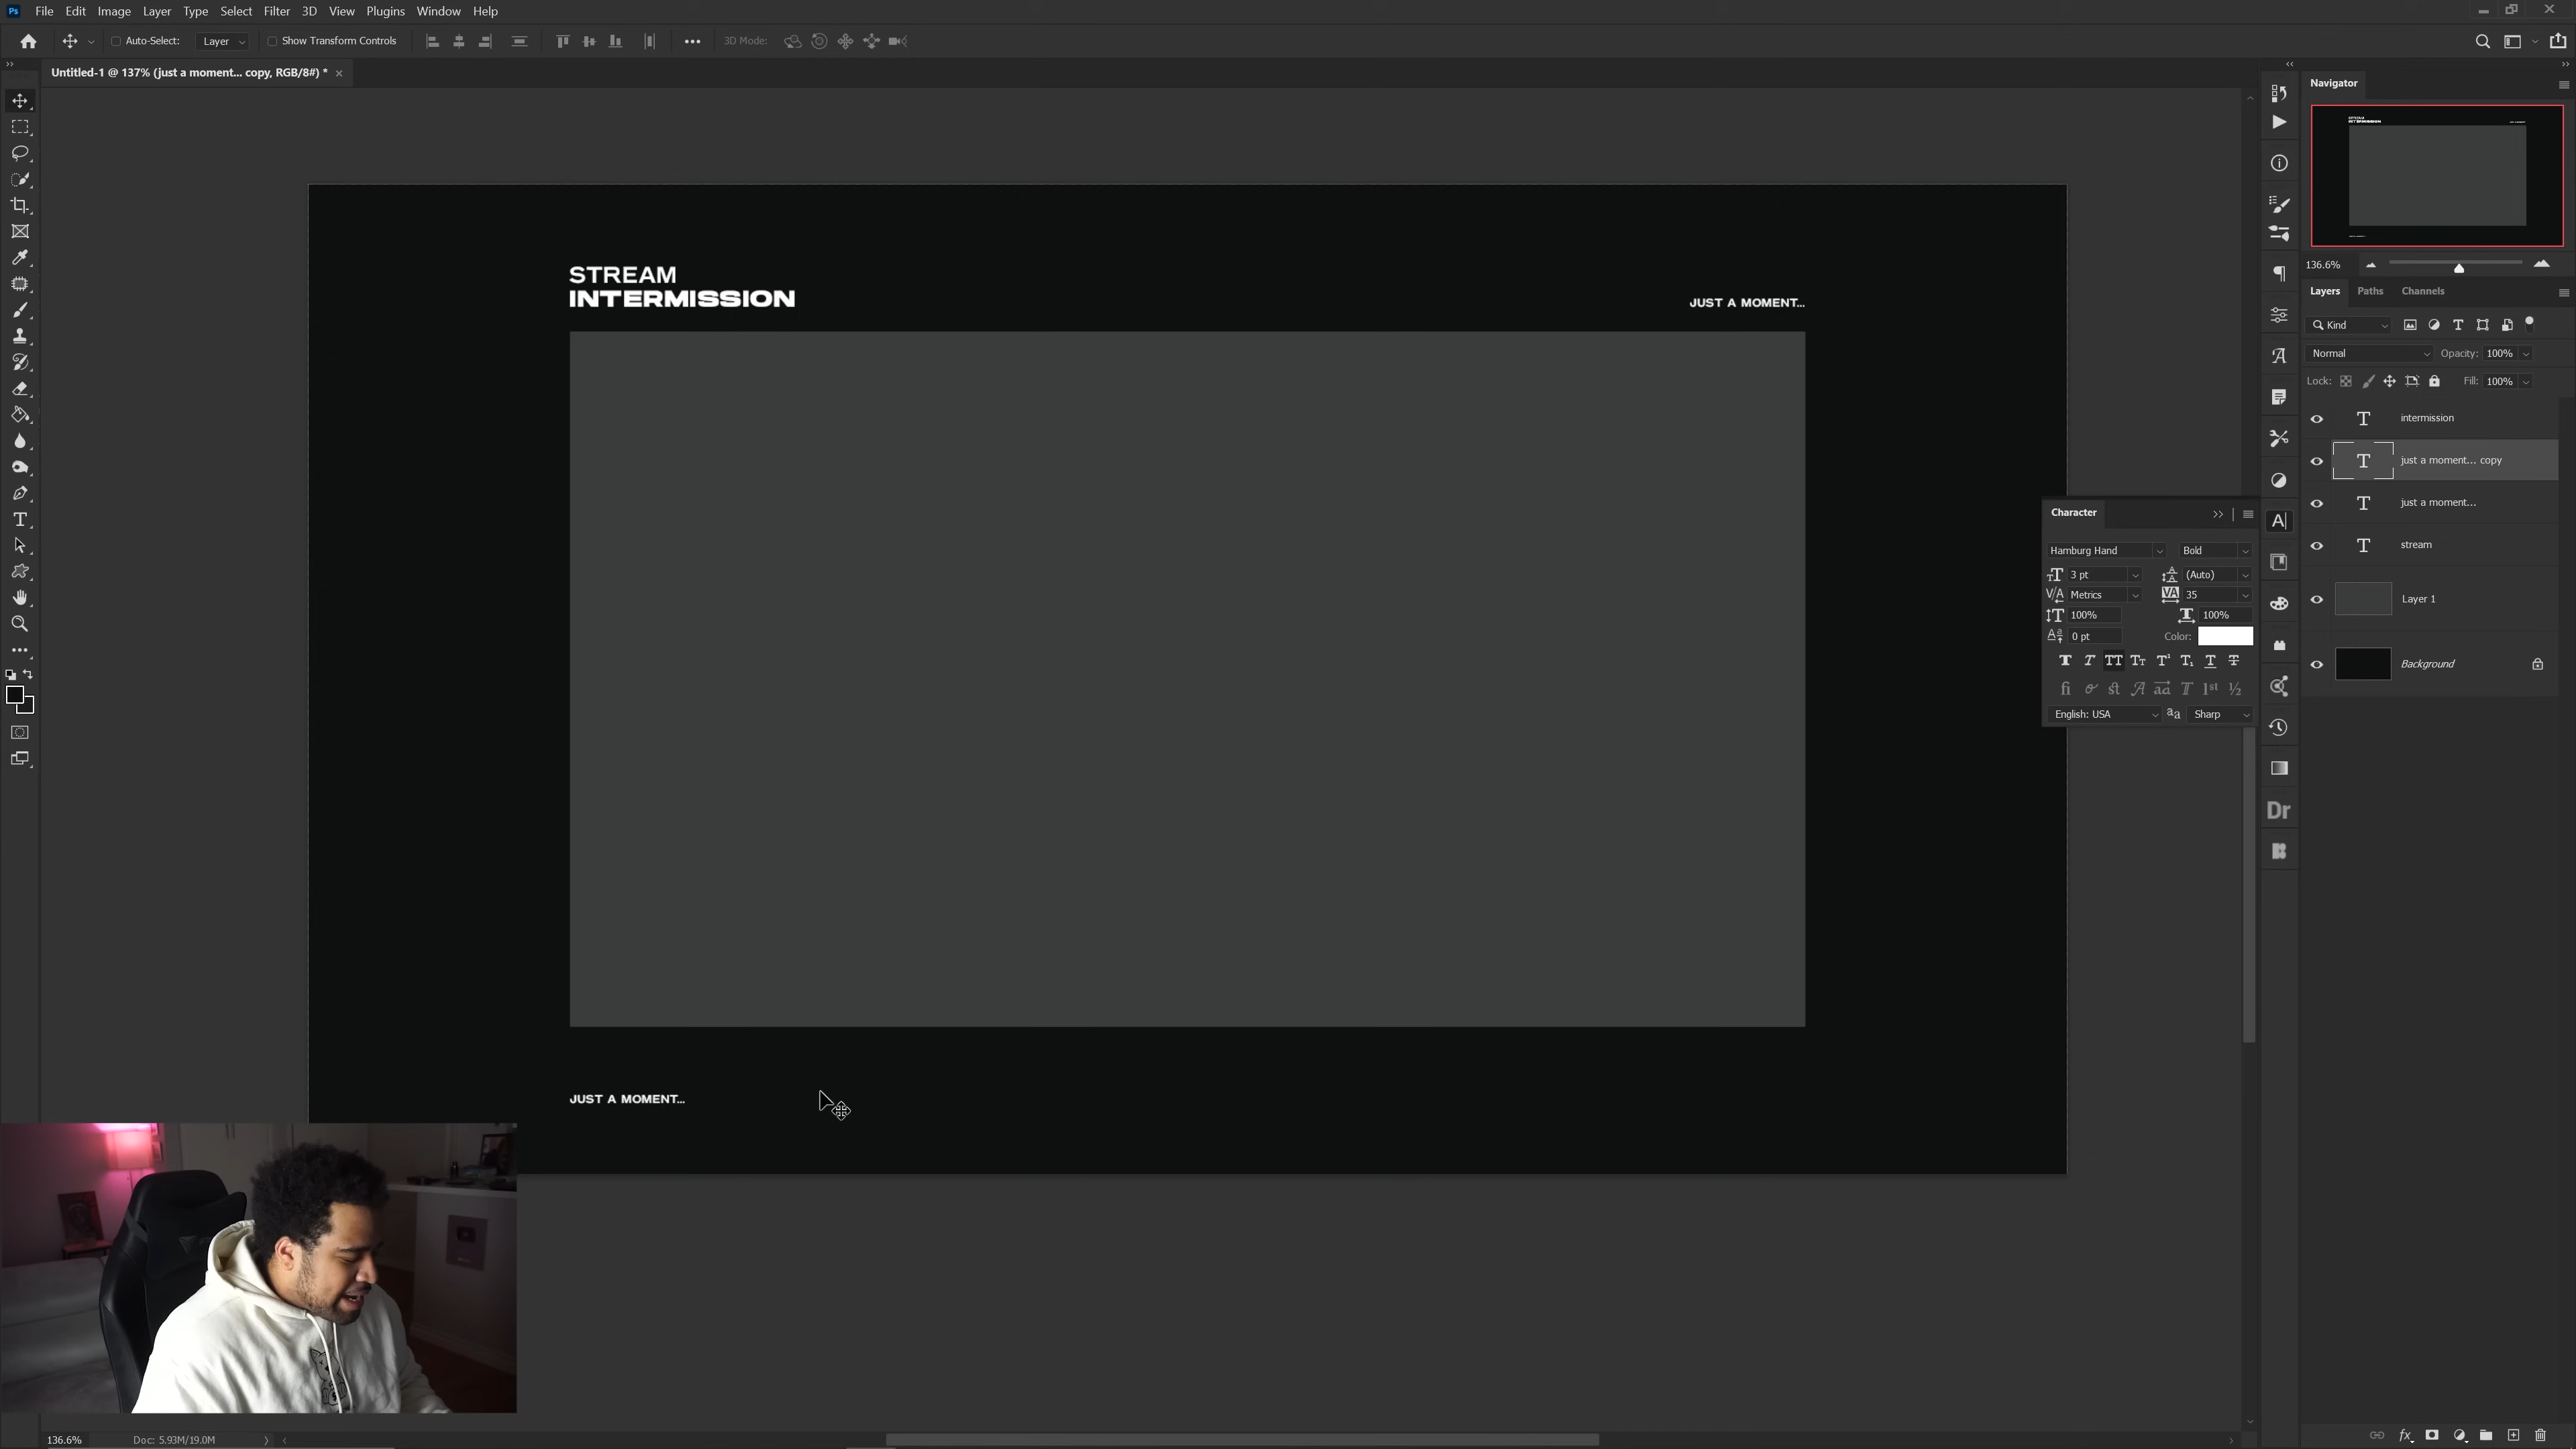 Ps File Edit Image Layer Type Select Filter 3D View Plugins Window Help
Auto-Select: Layer Show Transform Controls 3D Mode:
Untitled-1 @ 137% (just a moment... copy, RGB/8#) *
STREAM
INTERMISSION
JUST A MOMENT...
JUST A MOMENT...
Navigator
136.6%
Layers Paths Channels
Kind
Normal Opacity: 100%
Lock: Fill: 100%
intermission
just a moment... copy
just a moment...
stream
Layer 1
Background
Character
Hamburg Hand Bold
3 pt (Auto)
Metrics 35
100% 100%
0 pt Color:
English: USA Sharp
Dr
136.6% Doc: 5.93M/19.0M